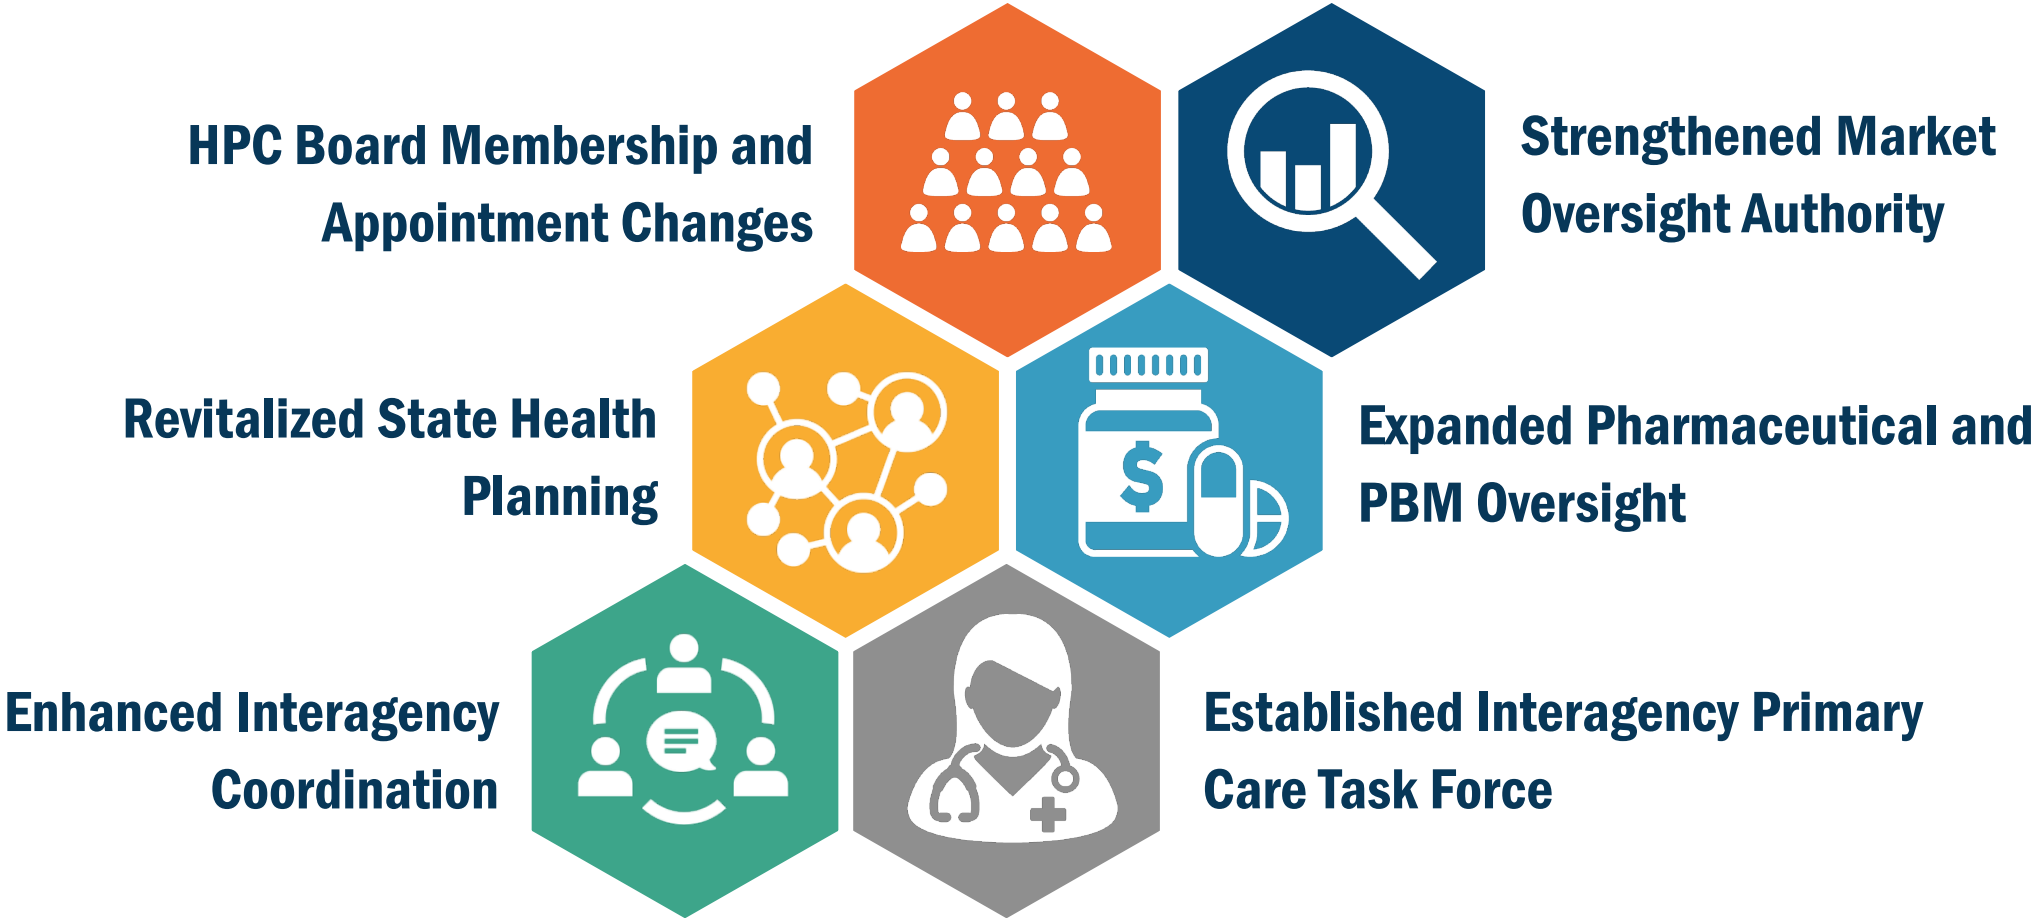 HPC Board Membership and
Appointment Changes
Strengthened Market
Oversight Authority
Revitalized State Health
Planning
$
Expanded Pharmaceutical and
PBM Oversight
Enhanced Interagency
Coordination
Established Interagency Primary
Care Task Force